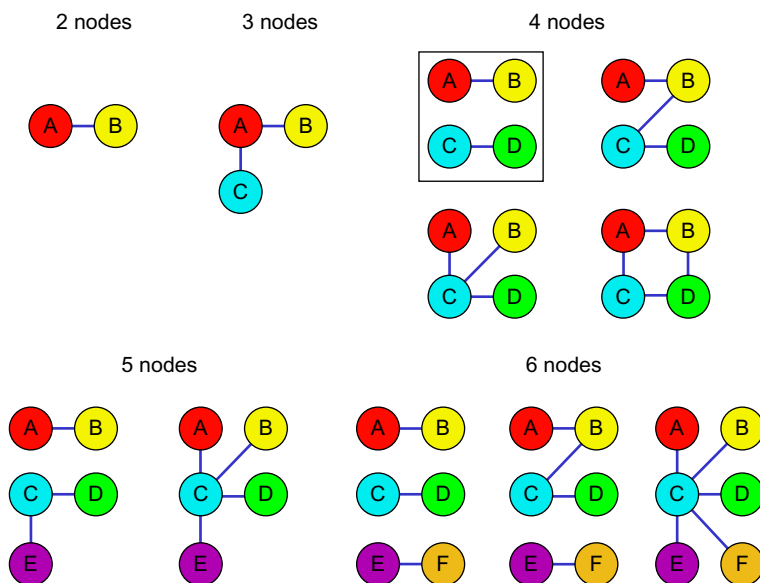 2 nodes 3 nodes 4 nodes
A B A B A B A B
C C D C D
A B A B
C D C D
5 nodes 6 nodes
A B A B A B A B A B
C D C D C D C D C D
E E E F E F E F